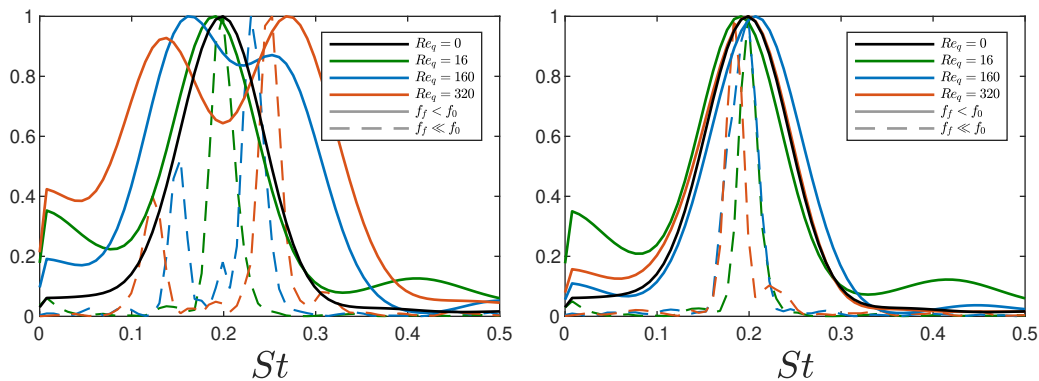 1
0.8
0.6
0.4
0.2
0
0 0.1 0.2 0.3 0.4 0.5
St
Re_q = 0
Re_q = 16
Re_q = 160
Re_q = 320
f_f < f_0
f_f ≪ f_0
1
0.8
0.6
0.4
0.2
0
0 0.1 0.2 0.3 0.4 0.5
St
Re_q = 0
Re_q = 16
Re_q = 160
Re_q = 320
f_f < f_0
f_f ≪ f_0